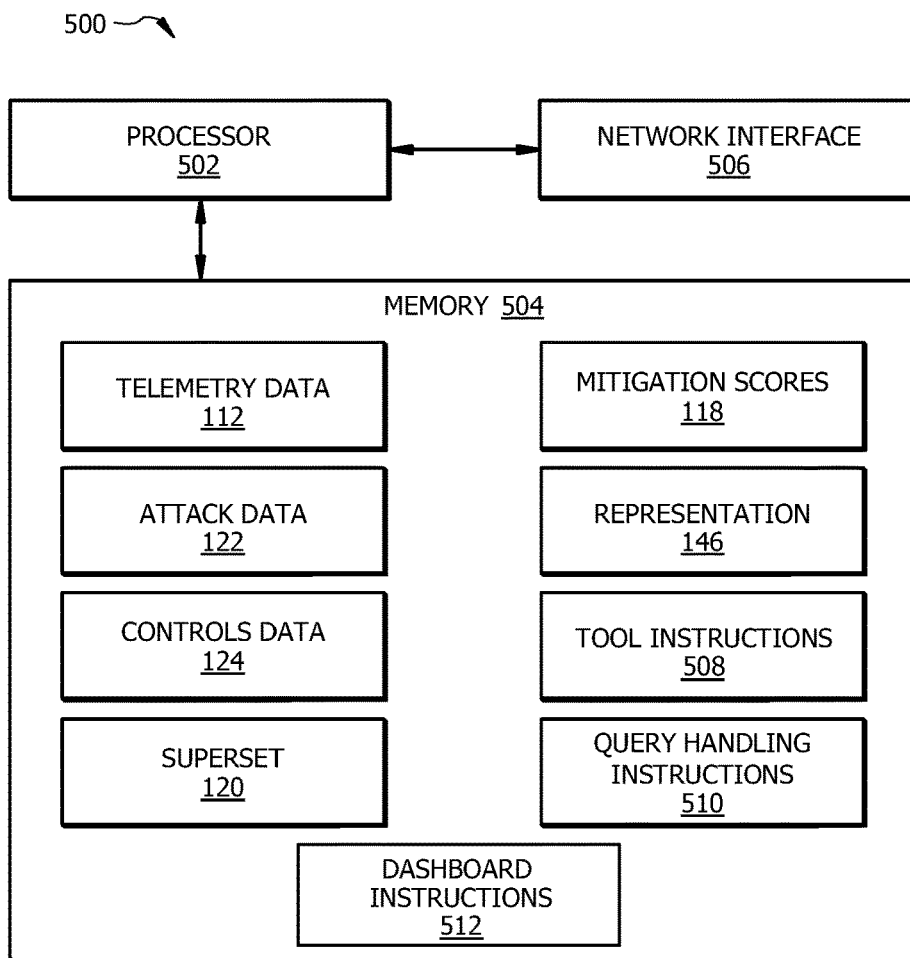 500
PROCESSOR
502
NETWORK INTERFACE
506
MEMORY 504
TELEMETRY DATA
112
MITIGATION SCORES
118
ATTACK DATA
122
REPRESENTATION
146
CONTROLS DATA
124
TOOL INSTRUCTIONS
508
SUPERSET
120
QUERY HANDLING
INSTRUCTIONS
510
DASHBOARD
INSTRUCTIONS
512